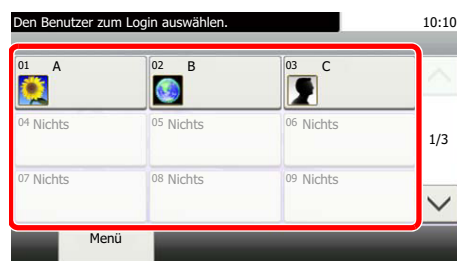 Den Benutzer zum Login auswählen. 10:10
01 A 02 B 03 C
04 Nichts 05 Nichts 06 Nichts
1/3
07 Nichts 08 Nichts 09 Nichts
Menü